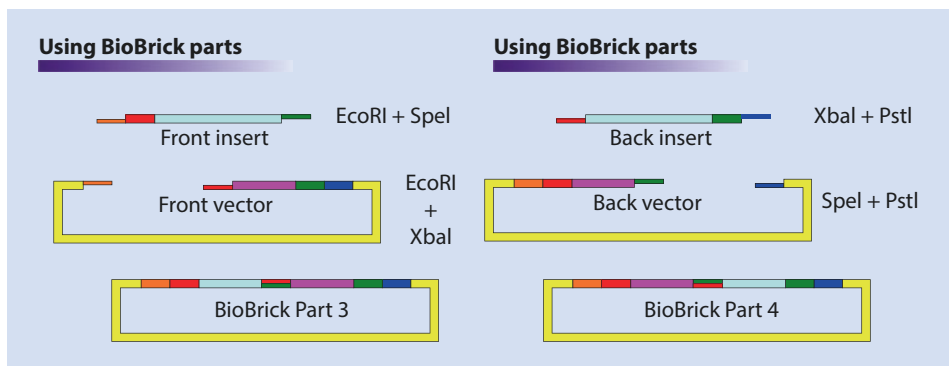 Using BioBrick parts
EcoRI + SpeI
Front insert
EcoRI
+
XbaI
Front vector
BioBrick Part 3
Using BioBrick parts
XbaI + PstI
Back insert
Back vector
SpeI + PstI
BioBrick Part 4